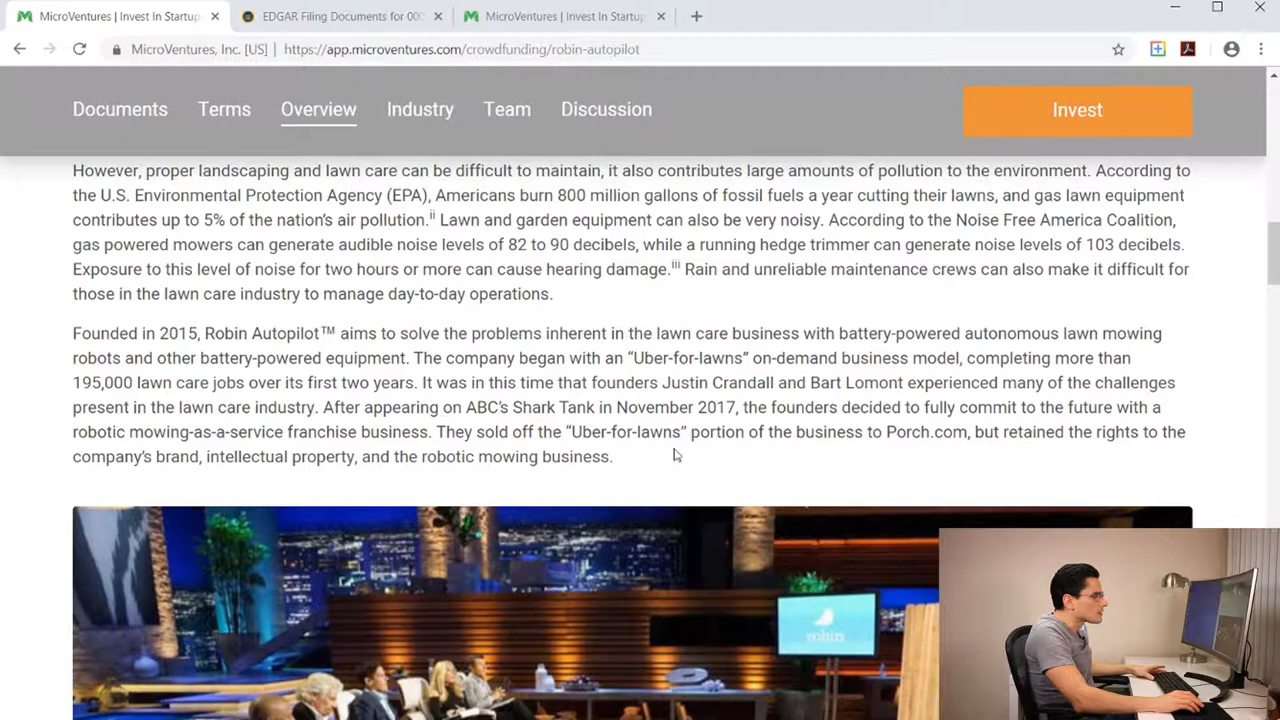 MicroVentures | Invest In Startup
EDGAR Filing Documents for 000
MicroVentures | Invest In Startup
MicroVentures, Inc. [US] | https://app.microventures.com/crowdfunding/robin-autopilot
Documents Terms Overview Industry Team Discussion Invest
However, proper landscaping and lawn care can be difficult to maintain, it also contributes large amounts of pollution to the environment. According to
the U.S. Environmental Protection Agency (EPA), Americans burn 800 million gallons of fossil fuels a year cutting their lawns, and gas lawn equipment
contributes up to 5% of the nation's air pollution.ii Lawn and garden equipment can also be very noisy. According to the Noise Free America Coalition,
gas powered mowers can generate audible noise levels of 82 to 90 decibels, while a running hedge trimmer can generate noise levels of 103 decibels.
Exposure to this level of noise for two hours or more can cause hearing damage.iii Rain and unreliable maintenance crews can also make it difficult for
those in the lawn care industry to manage day-to-day operations.
Founded in 2015, Robin Autopilot™ aims to solve the problems inherent in the lawn care business with battery-powered autonomous lawn mowing
robots and other battery-powered equipment. The company began with an “Uber-for-lawns” on-demand business model, completing more than
195,000 lawn care jobs over its first two years. It was in this time that founders Justin Crandall and Bart Lomont experienced many of the challenges
present in the lawn care industry. After appearing on ABC's Shark Tank in November 2017, the founders decided to fully commit to the future with a
robotic mowing-as-a-service franchise business. They sold off the “Uber-for-lawns” portion of the business to Porch.com, but retained the rights to the
company's brand, intellectual property, and the robotic mowing business.
robin